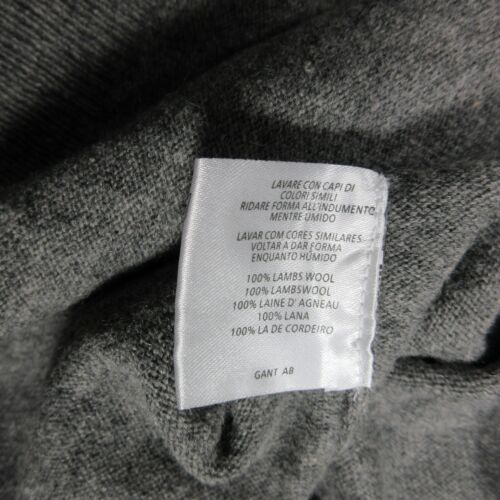 LAVARE CON CAPI DI
COLORI SIMILI
RIDARE FORMA ALL'INDUMENTO
MENTRE UMIDO
LAVAR COM CORES SIMILARES
VOLTAR A DAR FORMA
ENQUANTO HÚMIDO
100% LAMBS WOOL
100% LAMBSWOOL
100% LAINE D' AGNEAU
100% LANA
100% LA DE CORDEIRO
GANT AB